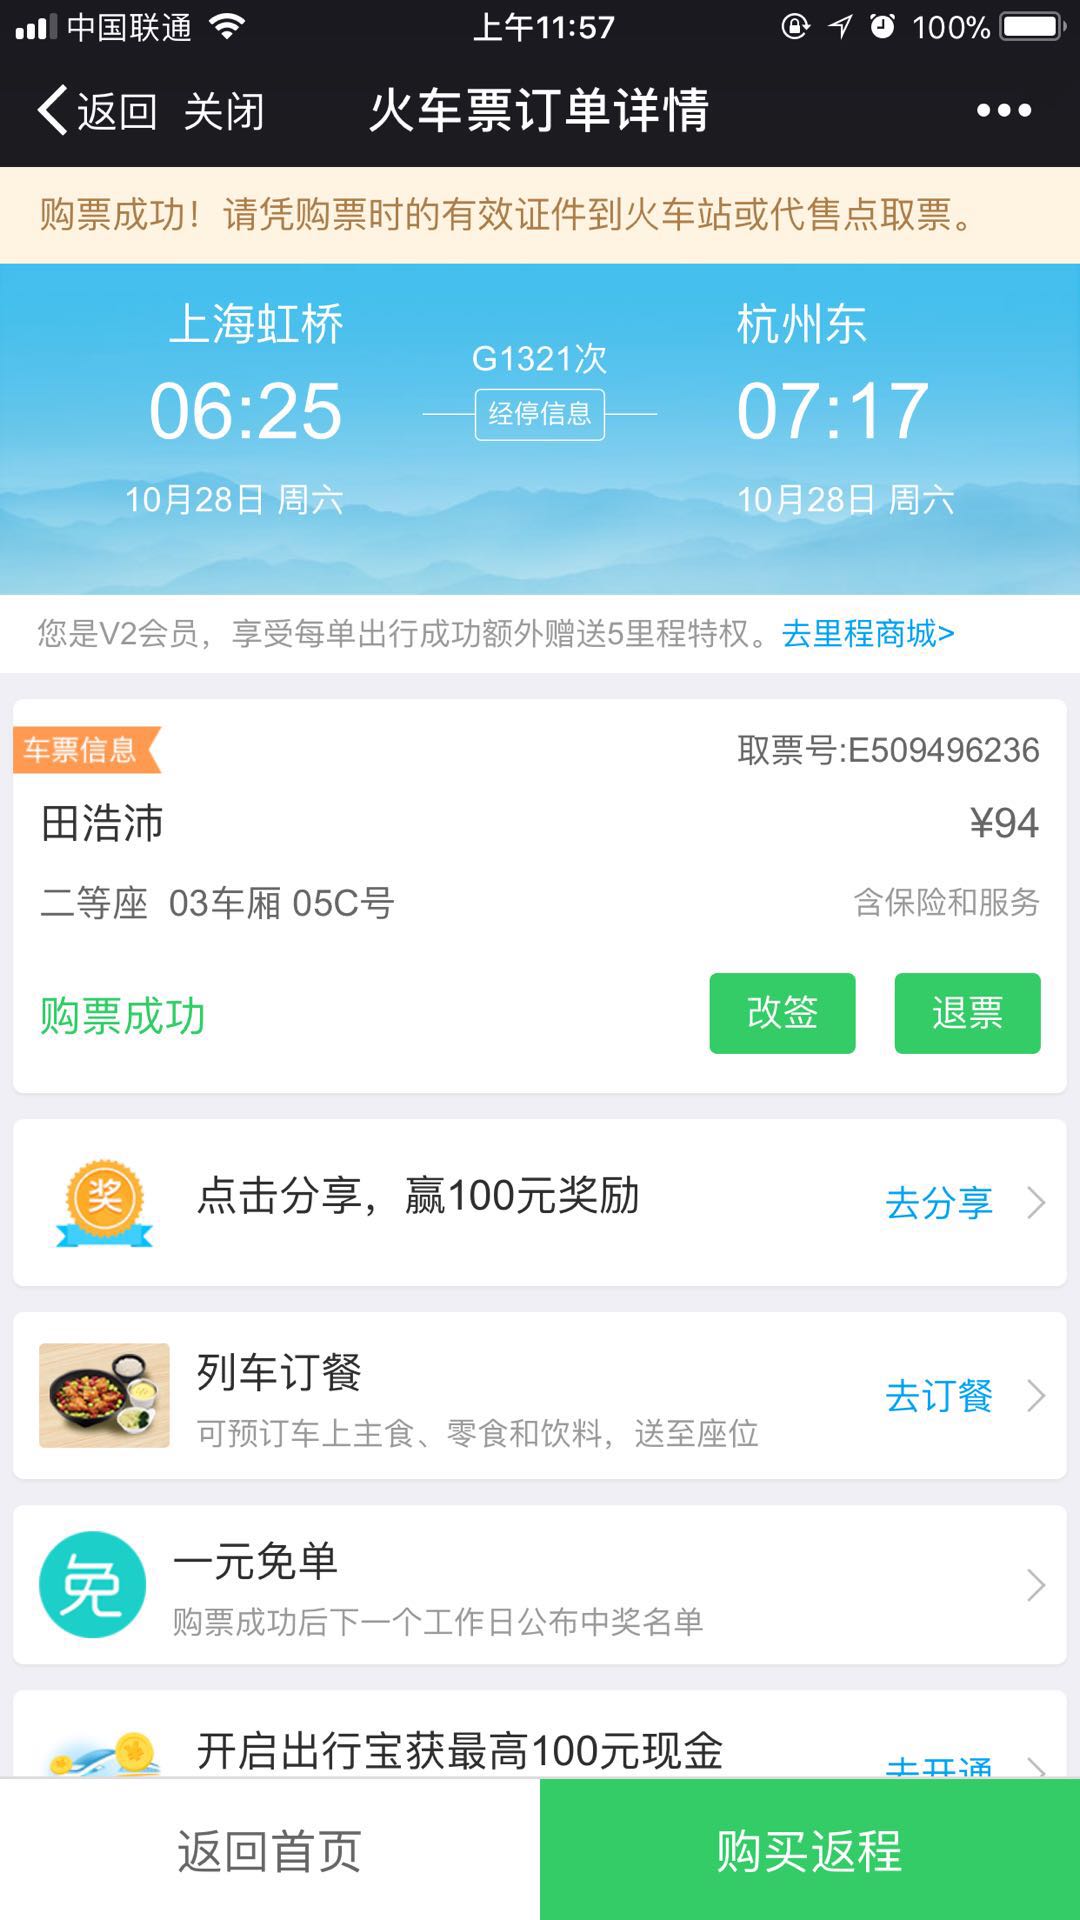 中国联通 上午11:57 100%
返回 关闭 火车票订单详情
购票成功！请凭购票时的有效证件到火车站或代售点取票。
上海虹桥 G1321次 杭州东
06:25 经停信息 07:17
10月28日 周六 10月28日 周六
您是V2会员，享受每单出行成功额外赠送5里程特权。去里程商城>
车票信息 取票号:E509496236
田浩沛 ¥94
二等座 03车厢 05C号 含保险和服务
购票成功 改签 退票
奖 点击分享，赢100元奖励 去分享
列车订餐 去订餐
可预订车上主食、零食和饮料，送至座位
免 一元免单
购票成功后下一个工作日公布中奖名单
开启出行宝获最高100元现金 去开通
返回首页 购买返程